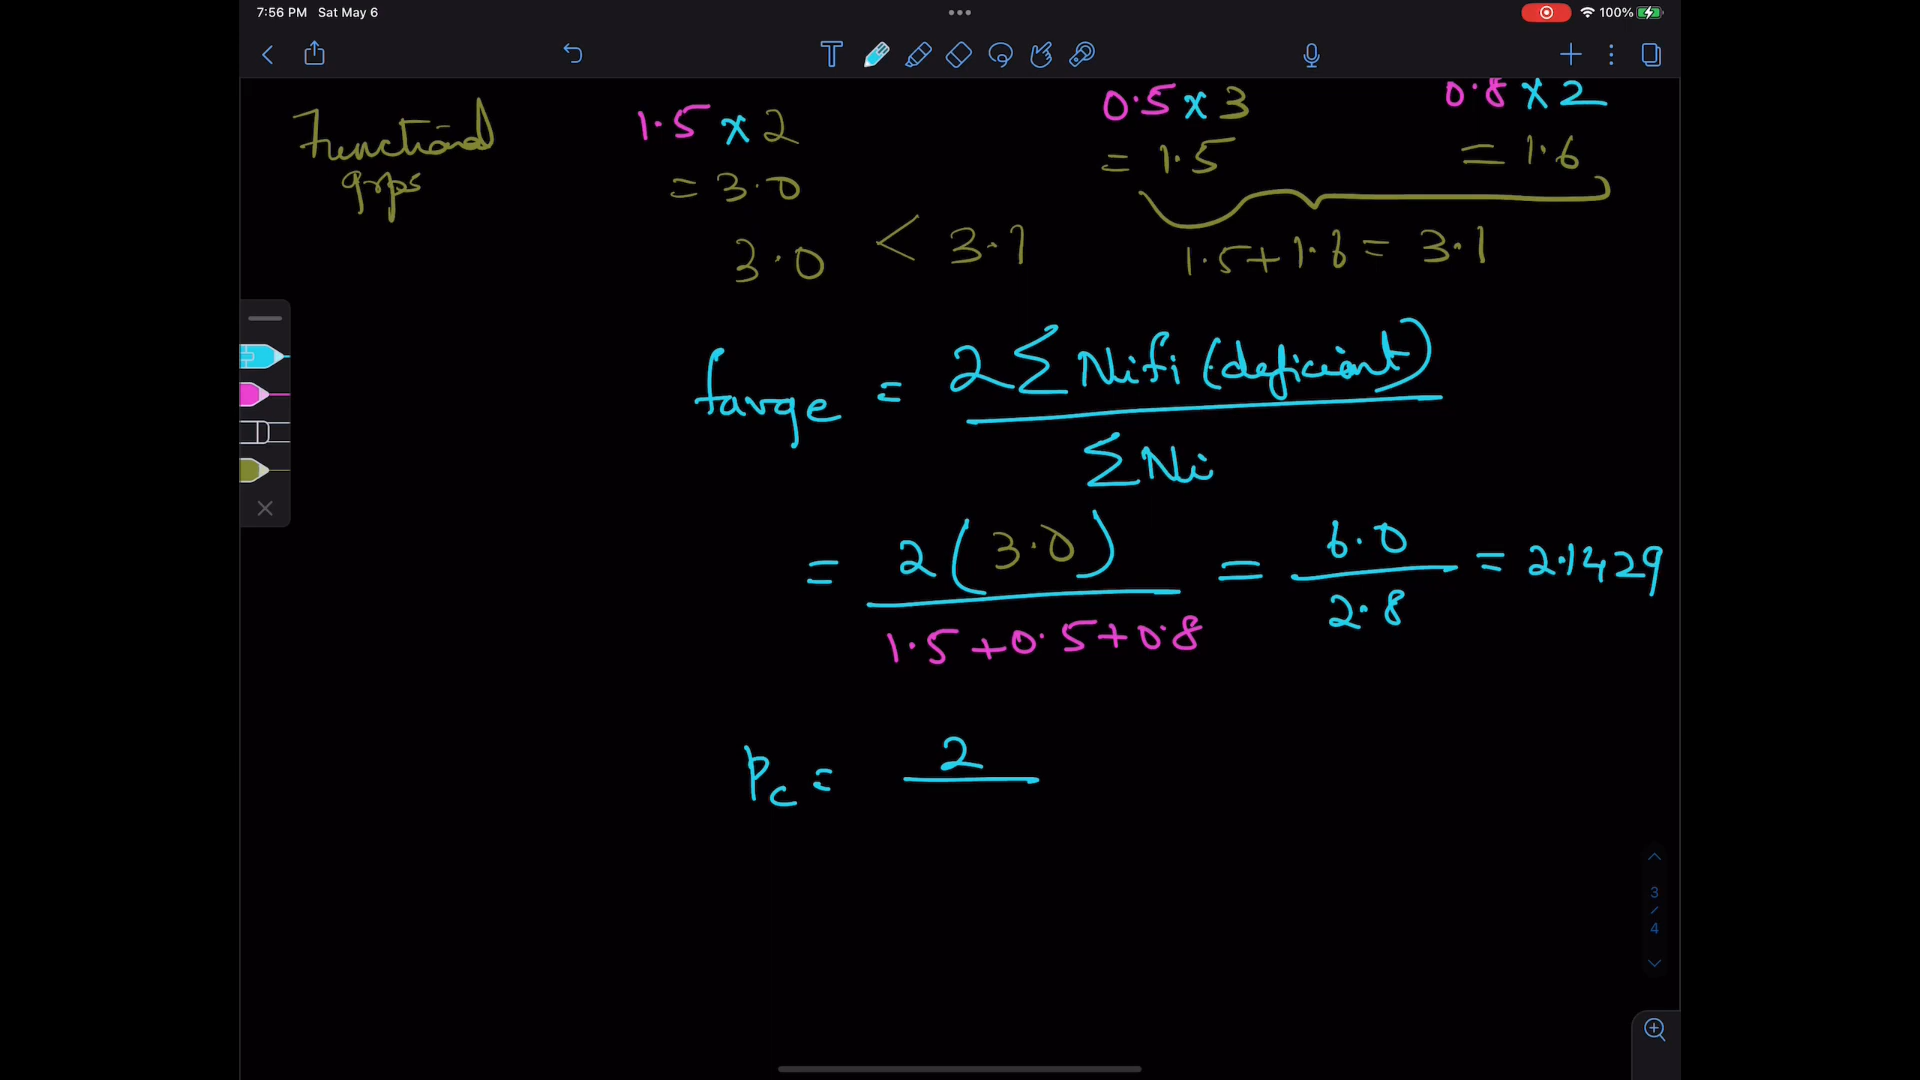 7:56 PM Sat May 6
100%
T
0.5 x 3
0.8 x 2
Functional
1.5 x 2
= 1.5
= 1.6
grps
= 3.0
3.0 < 3.1
1.5+1.6 = 3.1
favge = 2 Σ Nifi (deficient)
Σ Ni
= 2 (3.0) = 6.0 = 2.1429
1.5+0.5+0.8
2.8
Pc = 2
3
/
4